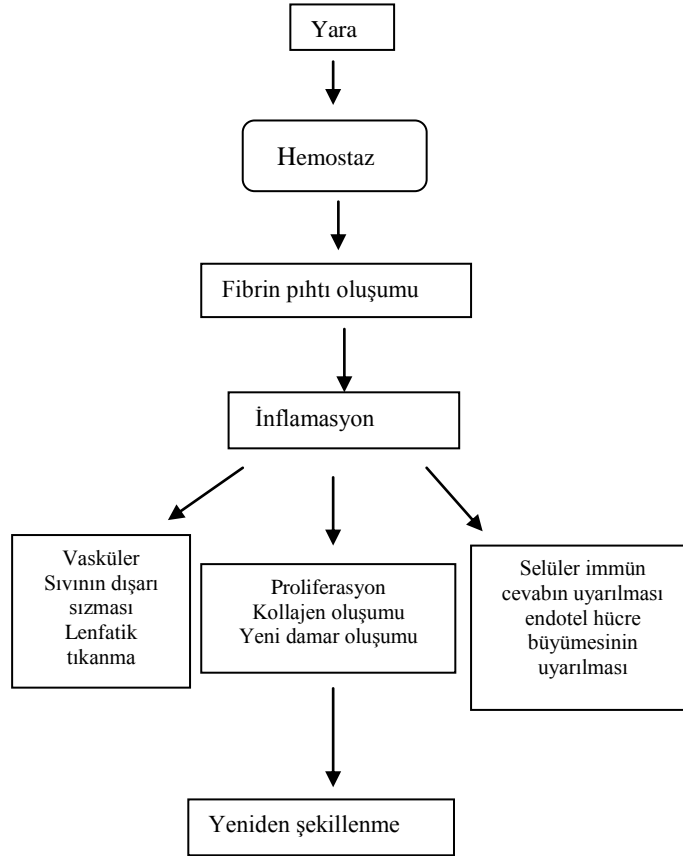 Yara
Hemostaz
Fibrin pıhtı oluşumu
İnflamasyon
Vasküler
Sıvının dışarı
sızması
Lenfatik
tıkanma
Proliferasyon
Kollajen oluşumu
Yeni damar oluşumu
Selüler immün
cevabın uyarılması
endotel hücre
büyümesinin
uyarılması
Yeniden şekillenme